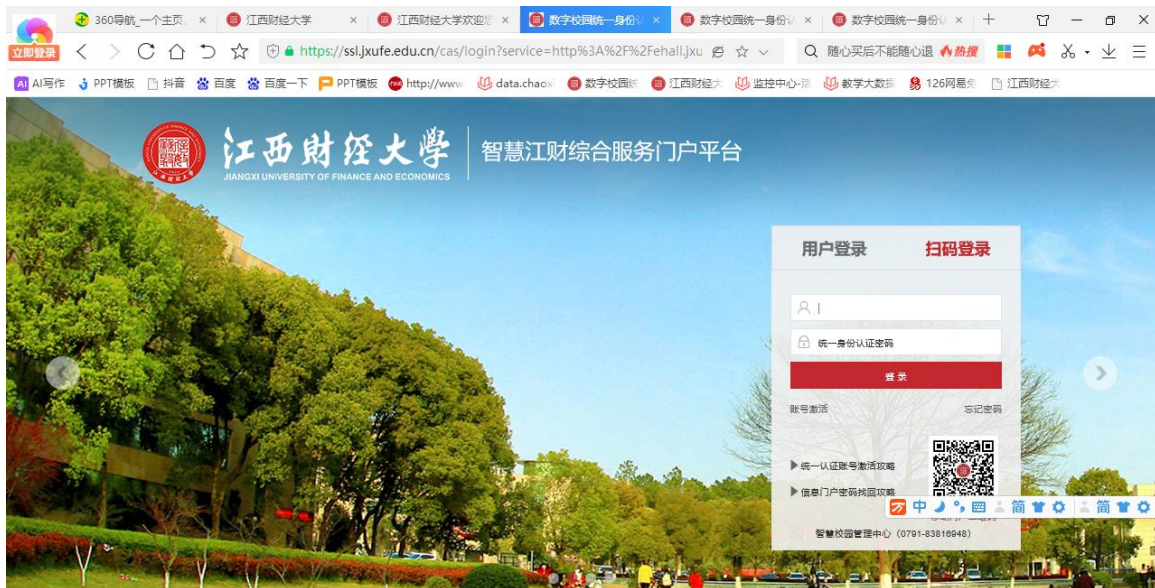 360导航_一个主页
江西财经大学
江西财经大学欢迎您
数字校园统一身份认
数字校园统一身份认
数字校园统一身份认
立即登录
https://ssl.jxufe.edu.cn/cas/login?service=http%3A%2F%2Fehall.jxu
随心买后不能随心退
热搜
AI AI写作
PPT模板
抖音
百度
百度一下
PPT模板
http://www.
data.chaoxi
数字校园统
江西财经大
监控中心-泛
教学大数据
126网易免
江西财经大
江西財经大學
JIANGXI UNIVERSITY OF FINANCE AND ECONOMICS
智慧江财综合服务门户平台
用户登录
扫码登录
统一身份认证密码
登 录
账号激活
忘记密码
▶统一认证账号激活攻略
▶信息门户密码找回攻略
中
简
简
智慧校园管理中心(0791-83816948)